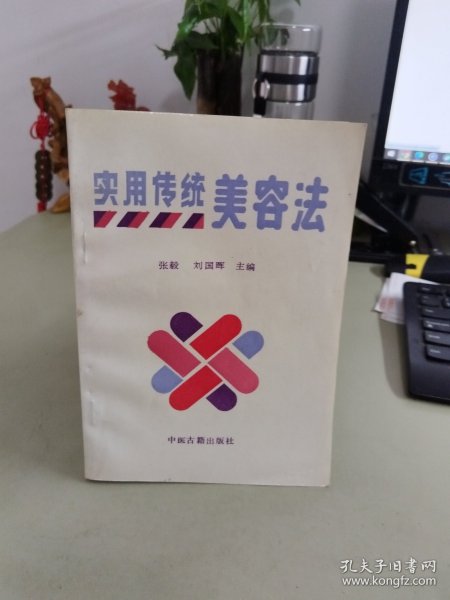 实用传统美容法
张毅 刘国晖 主编
中医古籍出版社
孔夫子旧书网
www.kongfz.com